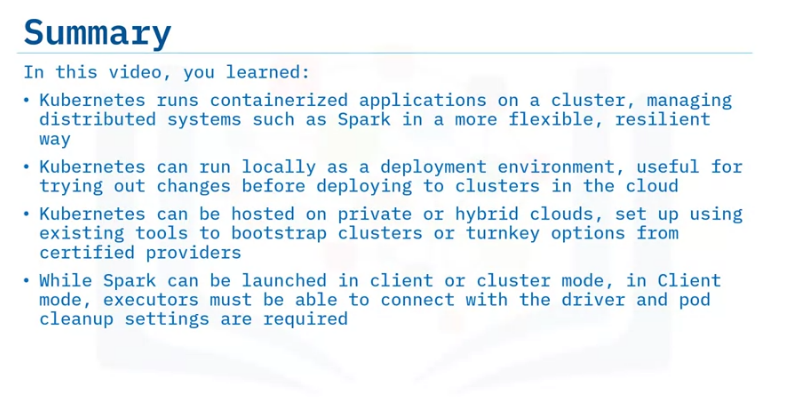 Summary
In this video, you learned:
• Kubernetes runs containerized applications on a cluster, managing
distributed systems such as Spark in a more flexible, resilient
way
• Kubernetes can run locally as a deployment environment, useful for
trying out changes before deploying to clusters in the cloud
• Kubernetes can be hosted on private or hybrid clouds, set up using
existing tools to bootstrap clusters or turnkey options from
certified providers
• While Spark can be launched in client or cluster mode, in Client
mode, executors must be able to connect with the driver and pod
cleanup settings are required